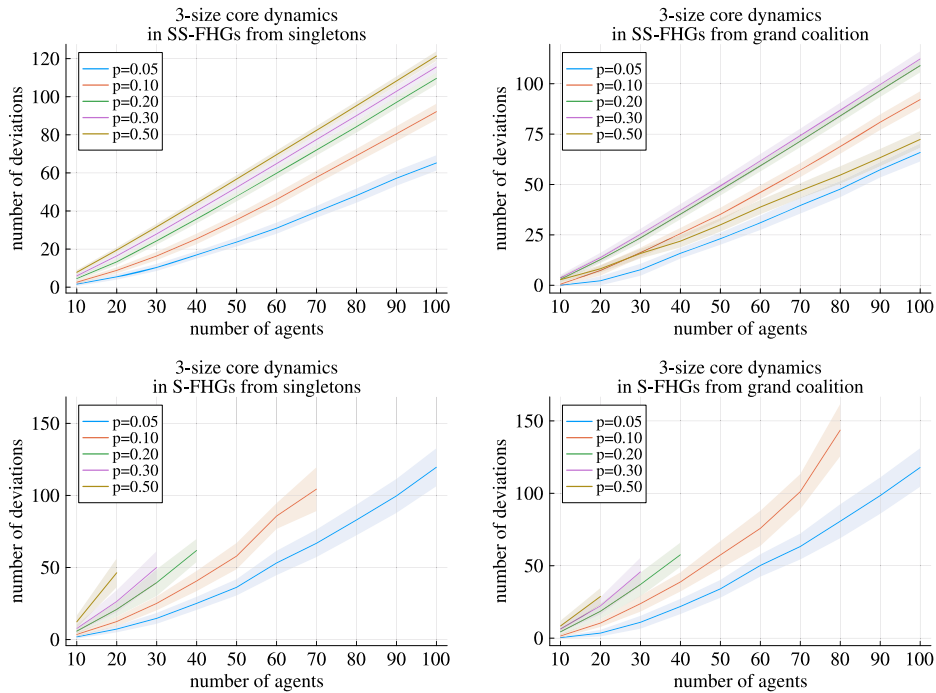 3-size core dynamics
in SS-FHGs from singletons
number of deviations
120
100
80
60
40
20
0
p=0.05
p=0.10
p=0.20
p=0.30
p=0.50
10 20 30 40 50 60 70 80 90 100
number of agents
3-size core dynamics
in SS-FHGs from grand coalition
number of deviations
100
75
50
25
0
p=0.05
p=0.10
p=0.20
p=0.30
p=0.50
10 20 30 40 50 60 70 80 90 100
number of agents
3-size core dynamics
in S-FHGs from singletons
number of deviations
150
100
50
0
p=0.05
p=0.10
p=0.20
p=0.30
p=0.50
10 20 30 40 50 60 70 80 90 100
number of agents
3-size core dynamics
in S-FHGs from grand coalition
number of deviations
150
100
50
0
p=0.05
p=0.10
p=0.20
p=0.30
p=0.50
10 20 30 40 50 60 70 80 90 100
number of agents